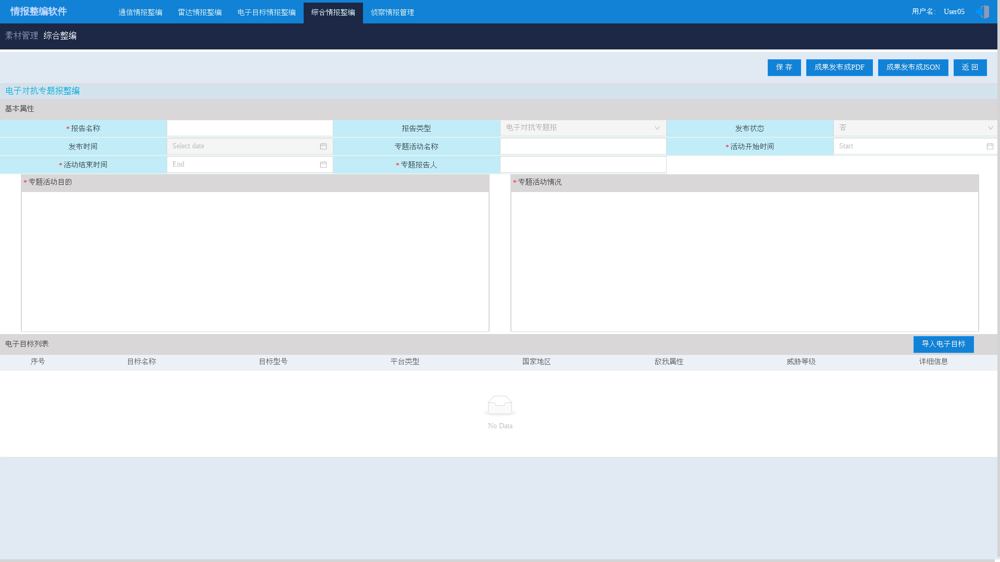 情报整编软件 通信情报整编 雷达情报整编 电子目标情报整编 综合情报整编 侦察情报管理 用户名: User05
素材管理 综合整编
保 存 成果发布成PDF 成果发布成JSON 返 回
电子对抗专题报整编
基本属性
* 报告名称 报告类型 电子对抗专题报 发布状态 否
发布时间 Select date 专题活动名称 * 活动开始时间 Start
* 活动结束时间 End * 专题报告人
* 专题活动目的 * 专题活动情况
电子目标列表 导入电子目标
序号 目标名称 目标型号 平台类型 国家地区 敌我属性 威胁等级 详细信息
No Data